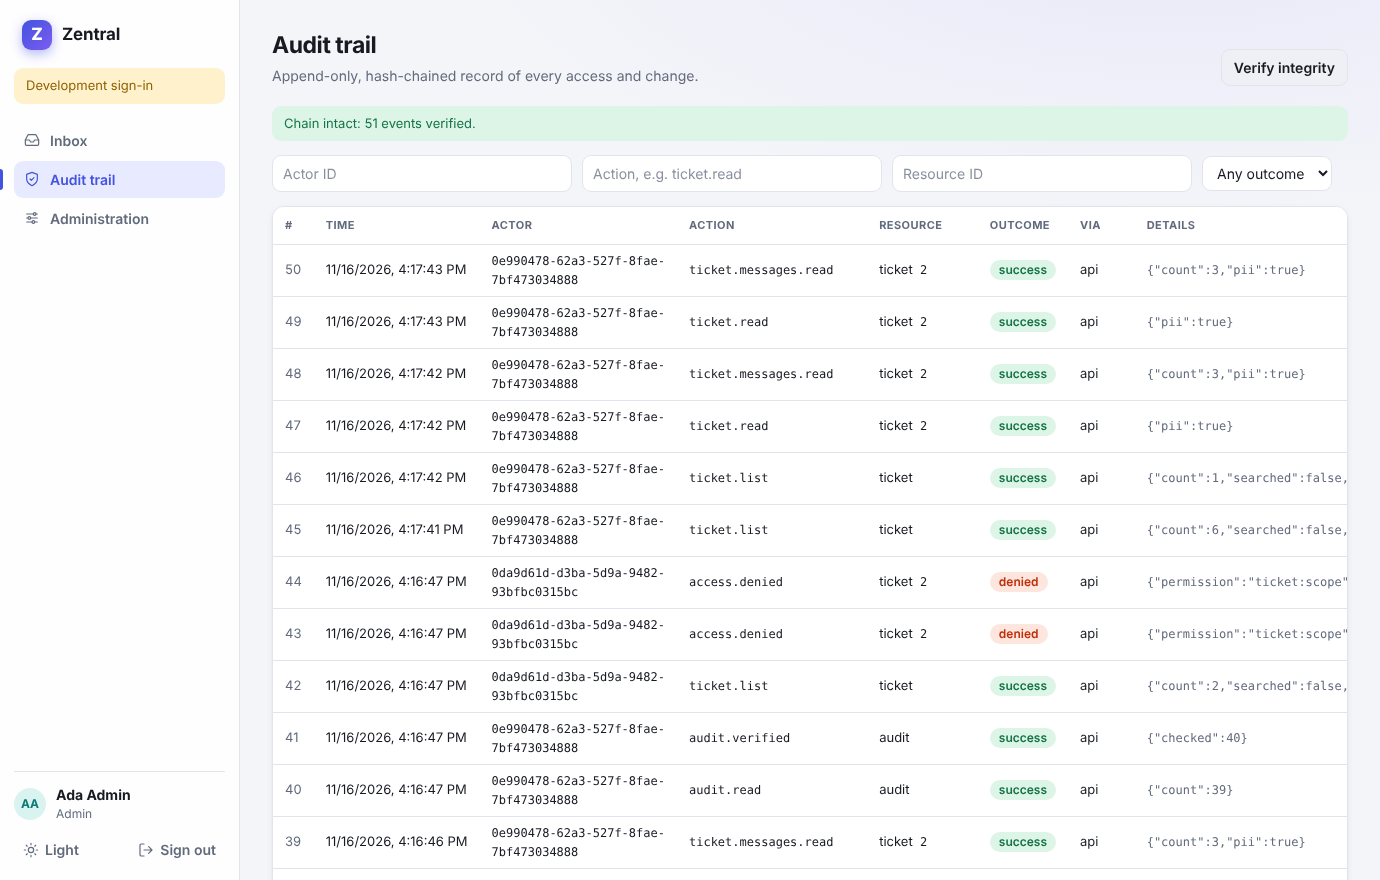 Z Zentral
Development sign-in
Inbox
Audit trail
Administration
AA Ada Admin
Admin
Light Sign out
Audit trail
Append-only, hash-chained record of every access and change.
Verify integrity
Chain intact: 51 events verified.
Actor ID Action, e.g. ticket.read Resource ID Any outcome
# TIME ACTOR ACTION RESOURCE OUTCOME VIA DETAILS
50 11/16/2026, 4:17:43 PM 0e990478-62a3-527f-8fae- ticket.messages.read ticket 2 success api {"count":3,"pii":true}
7bf473034888
49 11/16/2026, 4:17:43 PM 0e990478-62a3-527f-8fae- ticket.read ticket 2 success api {"pii":true}
7bf473034888
48 11/16/2026, 4:17:42 PM 0e990478-62a3-527f-8fae- ticket.messages.read ticket 2 success api {"count":3,"pii":true}
7bf473034888
47 11/16/2026, 4:17:42 PM 0e990478-62a3-527f-8fae- ticket.read ticket 2 success api {"pii":true}
7bf473034888
46 11/16/2026, 4:17:42 PM 0e990478-62a3-527f-8fae- ticket.list ticket success api {"count":1,"searched":false,
7bf473034888
45 11/16/2026, 4:17:41 PM 0e990478-62a3-527f-8fae- ticket.list ticket success api {"count":6,"searched":false,
7bf473034888
44 11/16/2026, 4:16:47 PM 0da9d61d-d3ba-5d9a-9482- access.denied ticket 2 denied api {"permission":"ticket:scope"
93bfbc0315bc
43 11/16/2026, 4:16:47 PM 0da9d61d-d3ba-5d9a-9482- access.denied ticket 2 denied api {"permission":"ticket:scope"
93bfbc0315bc
42 11/16/2026, 4:16:47 PM 0da9d61d-d3ba-5d9a-9482- ticket.list ticket success api {"count":2,"searched":false,
93bfbc0315bc
41 11/16/2026, 4:16:47 PM 0e990478-62a3-527f-8fae- audit.verified audit success api {"checked":40}
7bf473034888
40 11/16/2026, 4:16:47 PM 0e990478-62a3-527f-8fae- audit.read audit success api {"count":39}
7bf473034888
39 11/16/2026, 4:16:46 PM 0e990478-62a3-527f-8fae- ticket.messages.read ticket 2 success api {"count":3,"pii":true}
7bf473034888